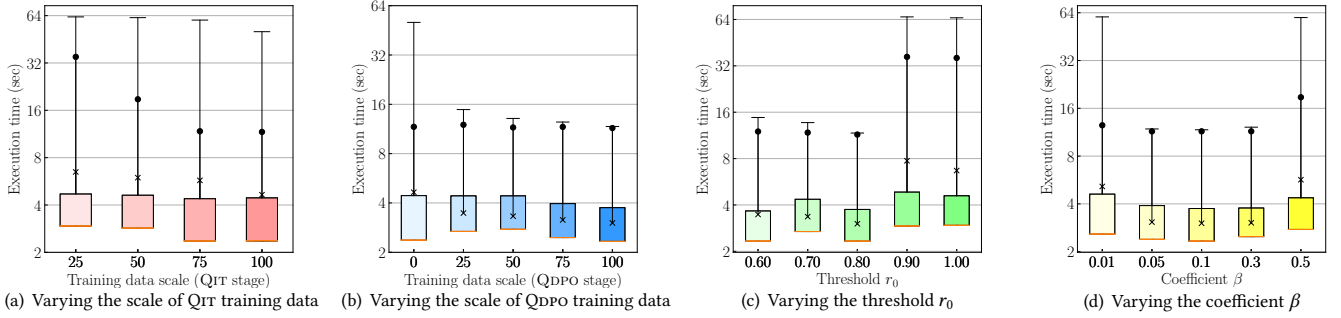 64
32
16
8
4
2
Execution time (sec)
25 50 75 100
Training data scale (QIT stage)
(a) Varying the scale of QIT training data
64
32
16
8
4
2
Execution time (sec)
0 25 50 75 100
Training data scale (QDPO stage)
(b) Varying the scale of QDPO training data
64
32
16
8
4
2
Execution time (sec)
0.60 0.70 0.80 0.90 1.00
Threshold r₀
(c) Varying the threshold r₀
64
32
16
8
4
2
Execution time (sec)
0.01 0.05 0.1 0.3 0.5
Coefficient β
(d) Varying the coefficient β